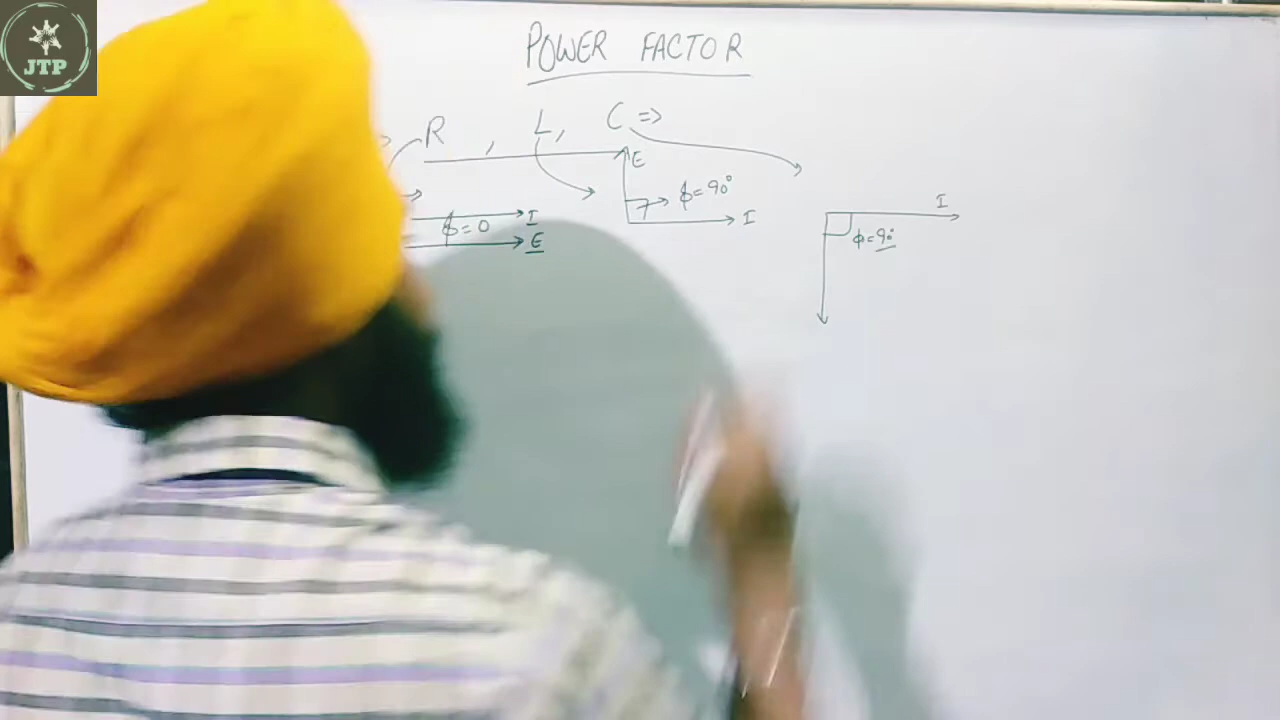 JTP
POWER FACTOR
R , L , C =>
E
ϕ=90°
I
I
ϕ=0
I
E
ϕ=90°